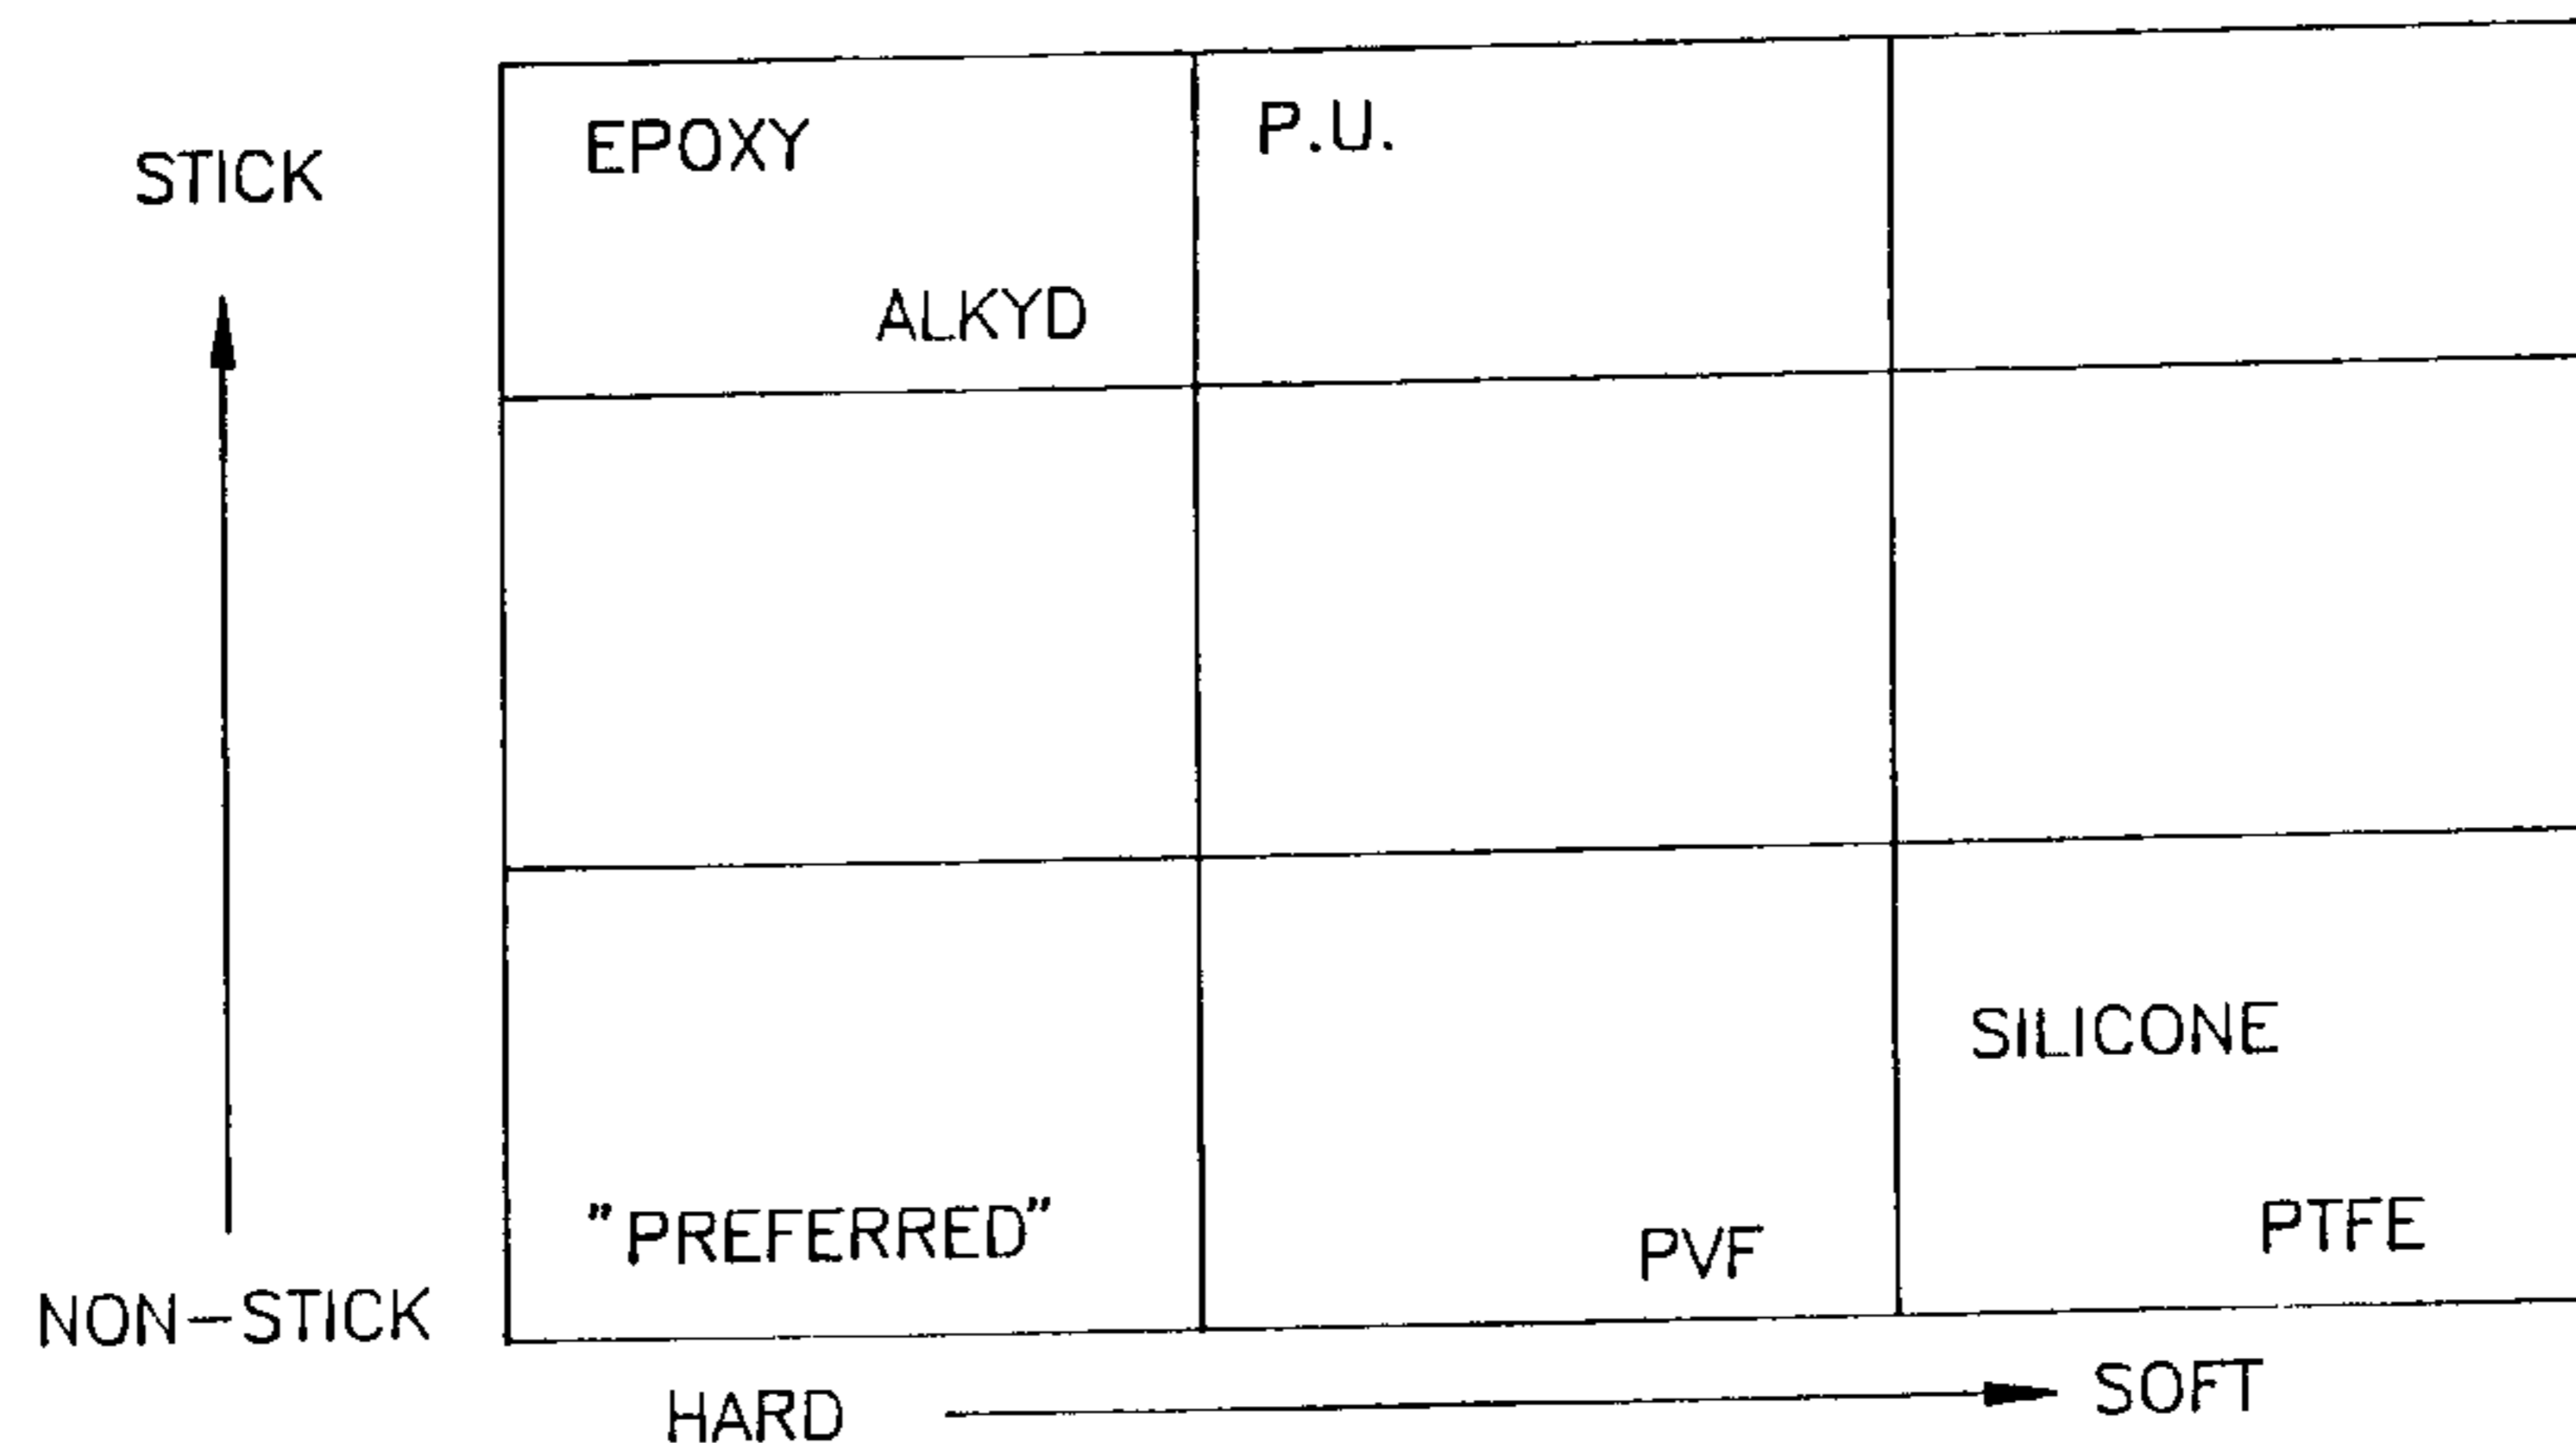 STICK
EPOXY
P.U.
ALKYD
SILICONE
"PREFERRED"
PVF
PTFE
NON-STICK
HARD
SOFT